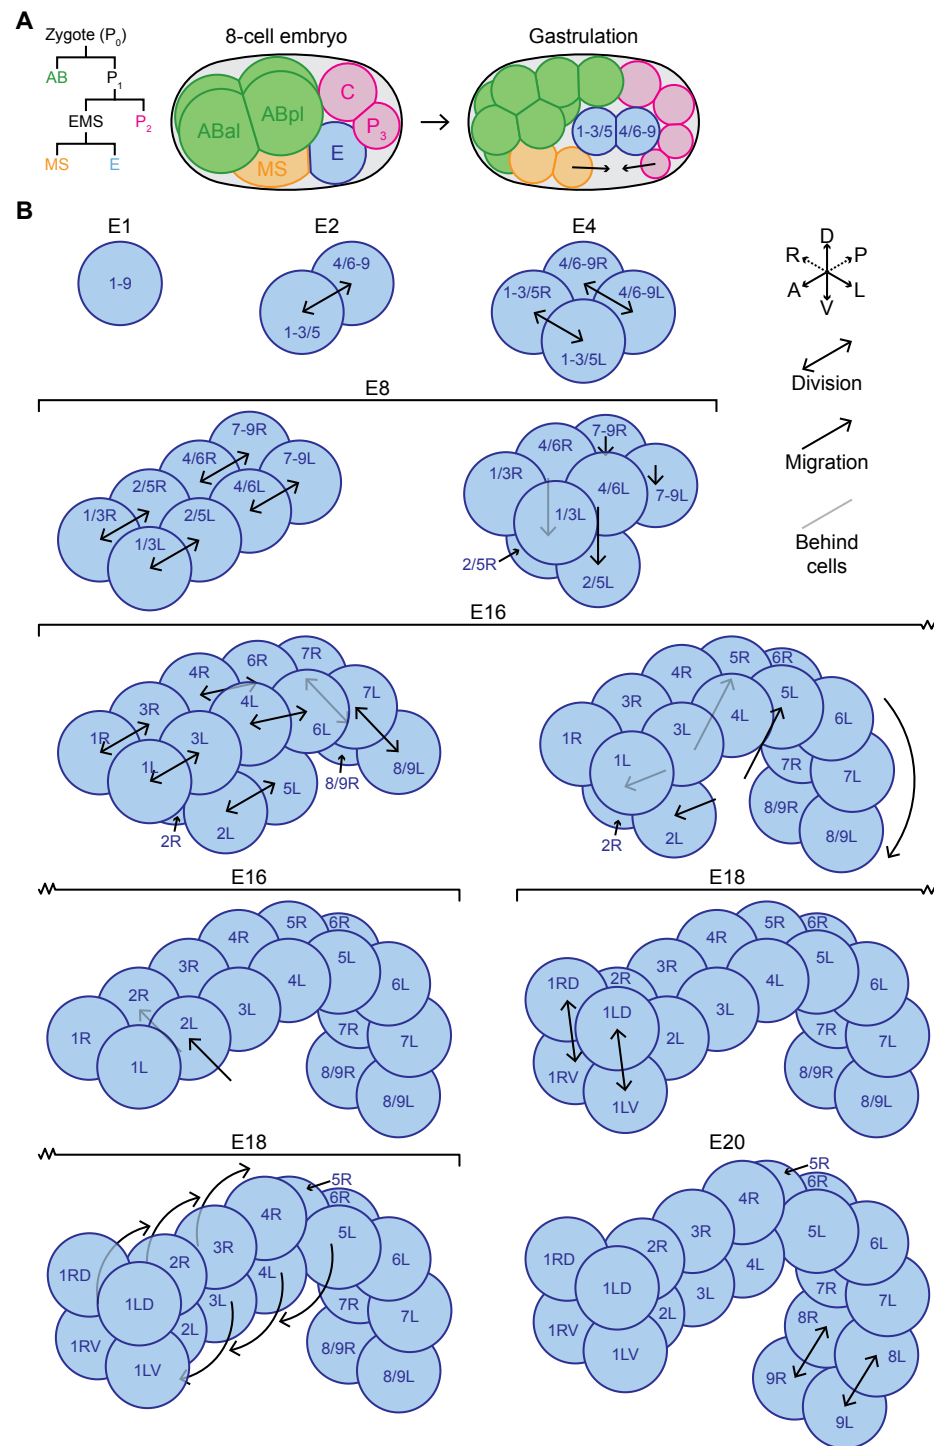 A
Zygote (P0)
AB
P1
EMS
P2
MS
E
8-cell embryo
ABal
ABpl
C
P3
E
MS
Gastrulation
1-3/5
4/6-9
B
E1
1-9
E2
4/6-9
1-3/5
E4
4/6-9R
1-3/5R
4/6-9L
1-3/5L
D
R
P
A
L
V
Division
Migration
Behind
cells
E8
7-9R
4/6R
7-9L
2/5R
4/6L
1/3R
2/5L
1/3L
7-9R
4/6R
1/3R
4/6L
7-9L
1/3L
2/5R
2/5L
E16
7R
6R
4R
7L
3R
4L
6L
1R
3L
8/9L
1L
5L
8/9R
2L
2R
5R
6R
4R
5L
3R
6L
4L
1R
3L
1L
7R
7L
8/9R
8/9L
2L
2R
E16
5R
6R
4R
5L
3R
4L
6L
2R
3L
2L
1R
7R
7L
1L
8/9R
8/9L
E18
5R
6R
4R
5L
3R
1RD
2R
4L
6L
1LD
3L
2L
7R
7L
1RV
8/9R
1LV
8/9L
E18
5R
6R
4R
5L
3R
2R
6L
1RD
4L
1LD
3L
7R
7L
2L
1RV
8/9R
1LV
8/9L
E20
5R
6R
4R
5L
3R
6L
2R
1RD
4L
1LD
3L
7R
7L
2L
8R
1RV
1LV
8L
9R
9L